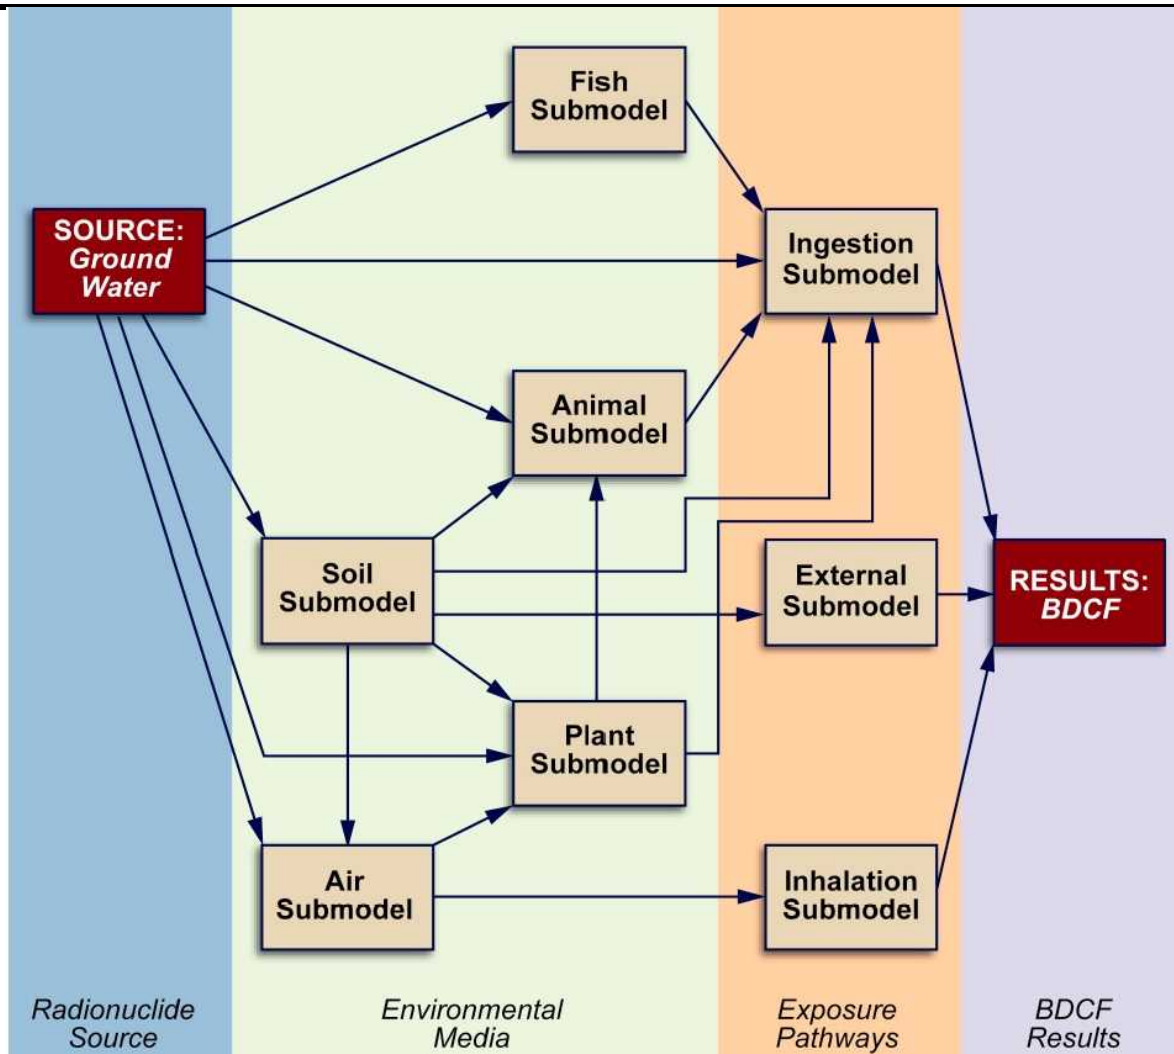 Fish
Submodel
SOURCE:
Ground
Water
Ingestion
Submodel
Animal
Submodel
Soil
Submodel
External
Submodel
RESULTS:
BDCF
Plant
Submodel
Air
Submodel
Inhalation
Submodel
Radionuclide
Source
Environmental
Media
Exposure
Pathways
BDCF
Results